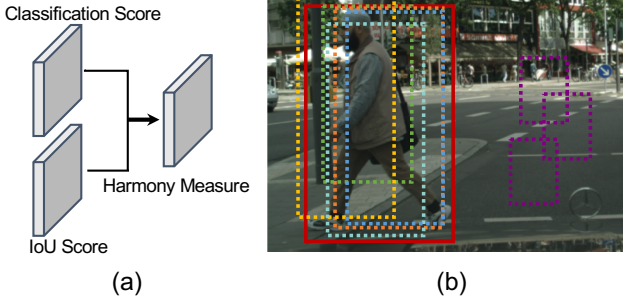 Classification Score
Harmony Measure
IoU Score
(a)
(b)